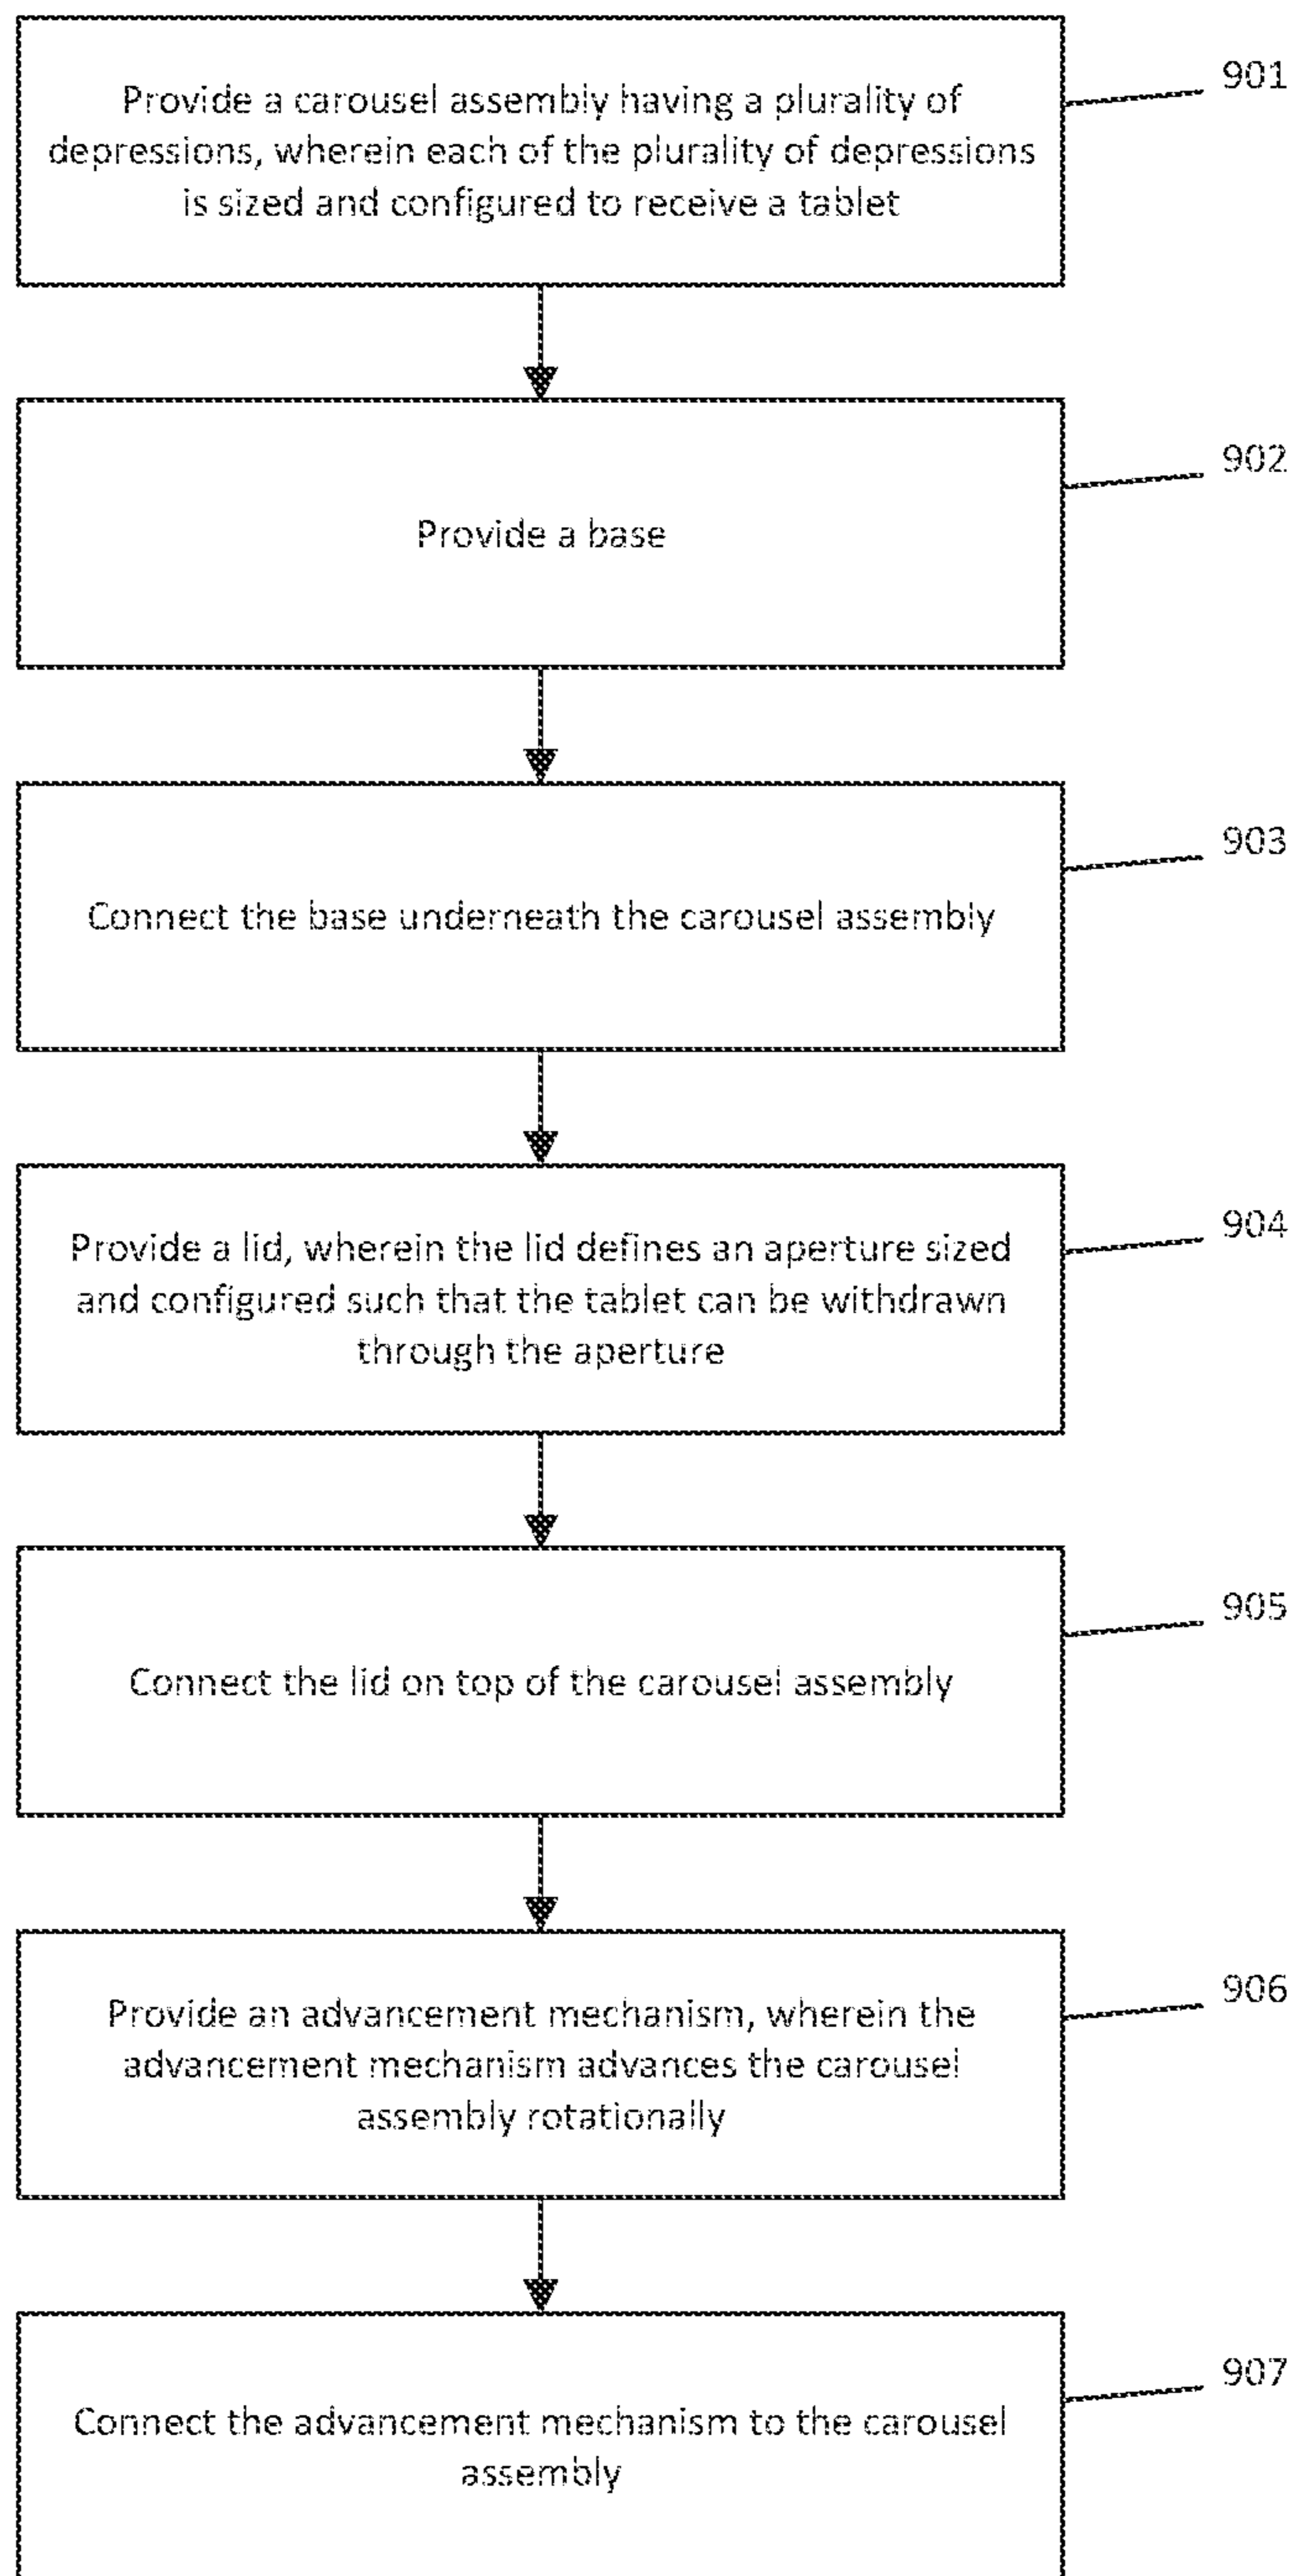 Provide a carousel assembly having a plurality of
depressions, wherein each of the plurality of depressions
is sized and configured to receive a tablet
901
Provide a base
902
Connect the base underneath the carousel assembly
903
Provide a lid, wherein the lid defines an aperture sized
and configured such that the tablet can be withdrawn
through the aperture
904
Connect the lid on top of the carousel assembly
905
Provide an advancement mechanism, wherein the
advancement mechanism advances the carousel
assembly rotationally
906
Connect the advancement mechanism to the carousel
assembly
907